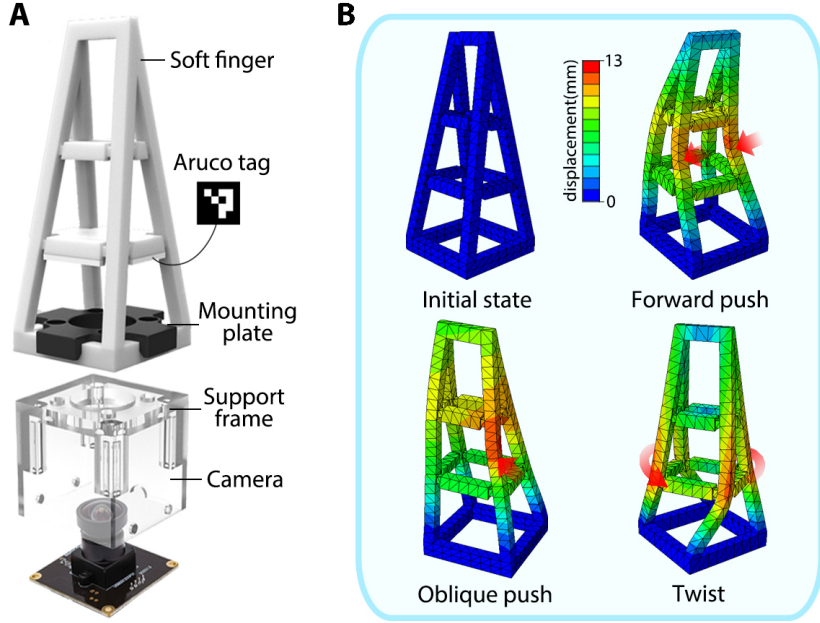 A
Soft finger
Aruco tag
Mounting
plate
Support
frame
Camera
B
13
displacement(mm)
0
Initial state
Forward push
Oblique push
Twist